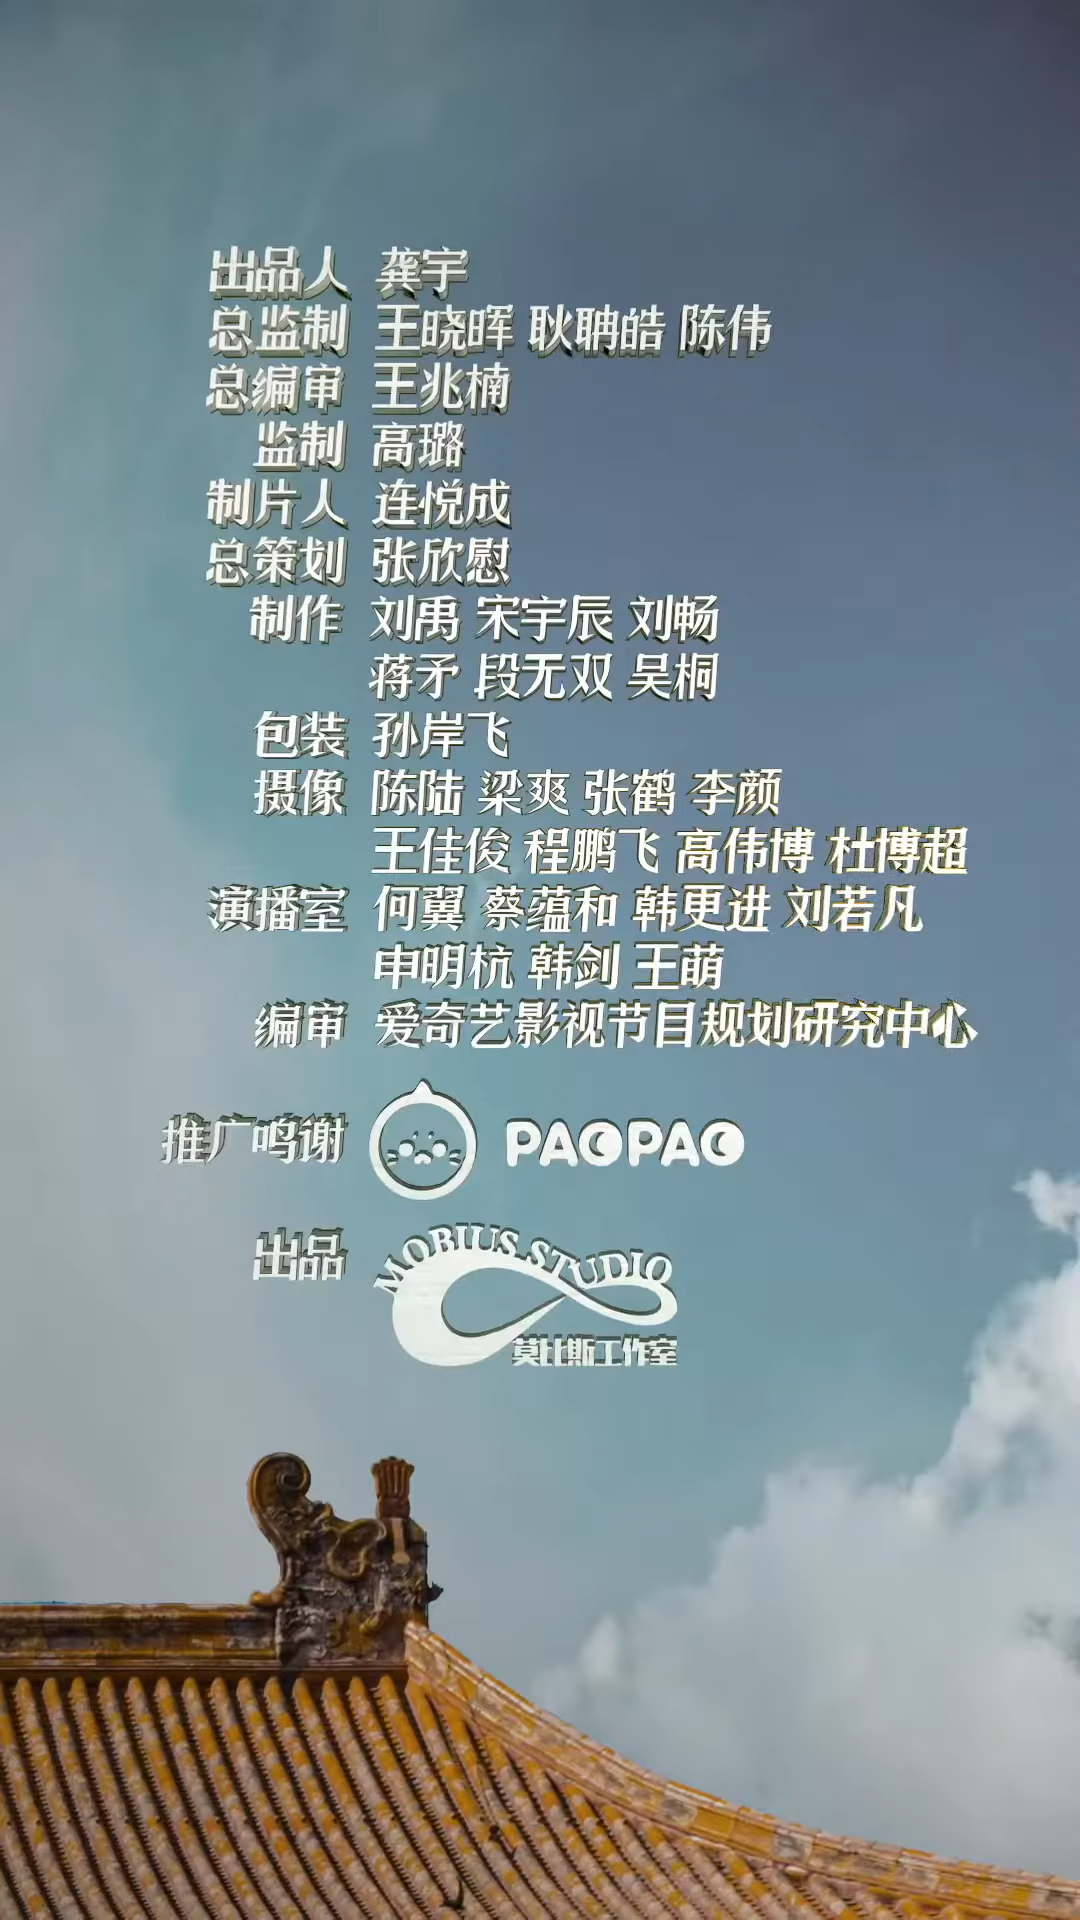 出品人 龚宇
总监制 王晓晖 耿聃皓 陈伟
总编审 王兆楠
监制 高璐
制片人 连悦成
总策划 张欣慰
制作 刘禹 宋宇辰 刘畅
蒋矛 段无双 吴桐
包装 孙岸飞
摄像 陈陆 梁爽 张鹤 李颜
王佳俊 程鹏飞 高伟博 杜博超
演播室 何翼 蔡蕴和 韩更进 刘若凡
申明杭 韩剑 王萌
编审 爱奇艺影视节目规划研究中心
推广鸣谢 PAOPAO
出品 MOBIUS STUDIO
莫比斯工作室